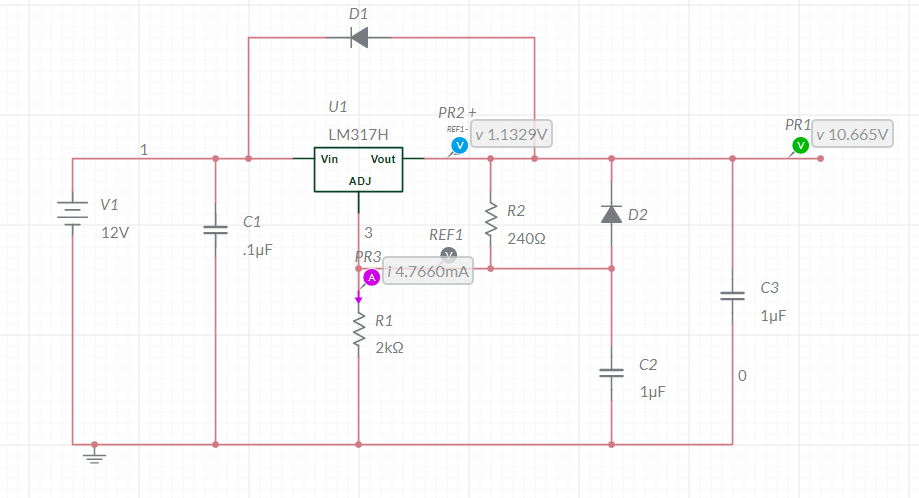 D1
U1
PR2 +
REF1-
v 1.1329V
PR1
v 10.665V
LM317H
1
Vin
Vout
ADJ
V1
12V
C1
.1µF
R2
240Ω
D2
3
REF1
V
V
V
PR3
A
i 4.7660mA
C3
1µF
R1
2kΩ
C2
1µF
0